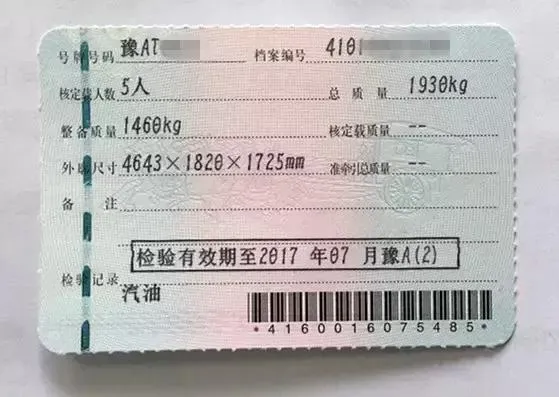 号牌号码 豫AT 档案编号 4101
核定载人数 5人 总质量 1930kg
整备质量 1460kg 核定载质量 --
外廓尺寸 4643×1820×1725mm 准牵引总质量 --
备注
检验有效期至2017 年07 月豫A(2)
检验记录
汽油
*4160016075485*